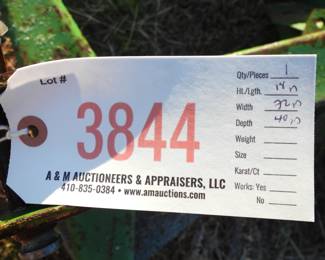 Lot #
3844
A & M AUCTIONEERS & APPRAISERS, LLC
410-835-0384 • www.amauctions.com
Qty/Pieces 1
Ht./Lgth. 14 in
Width 72 in
Depth 40 in
Weight
Size
Karat/Ct
Works: Yes
No